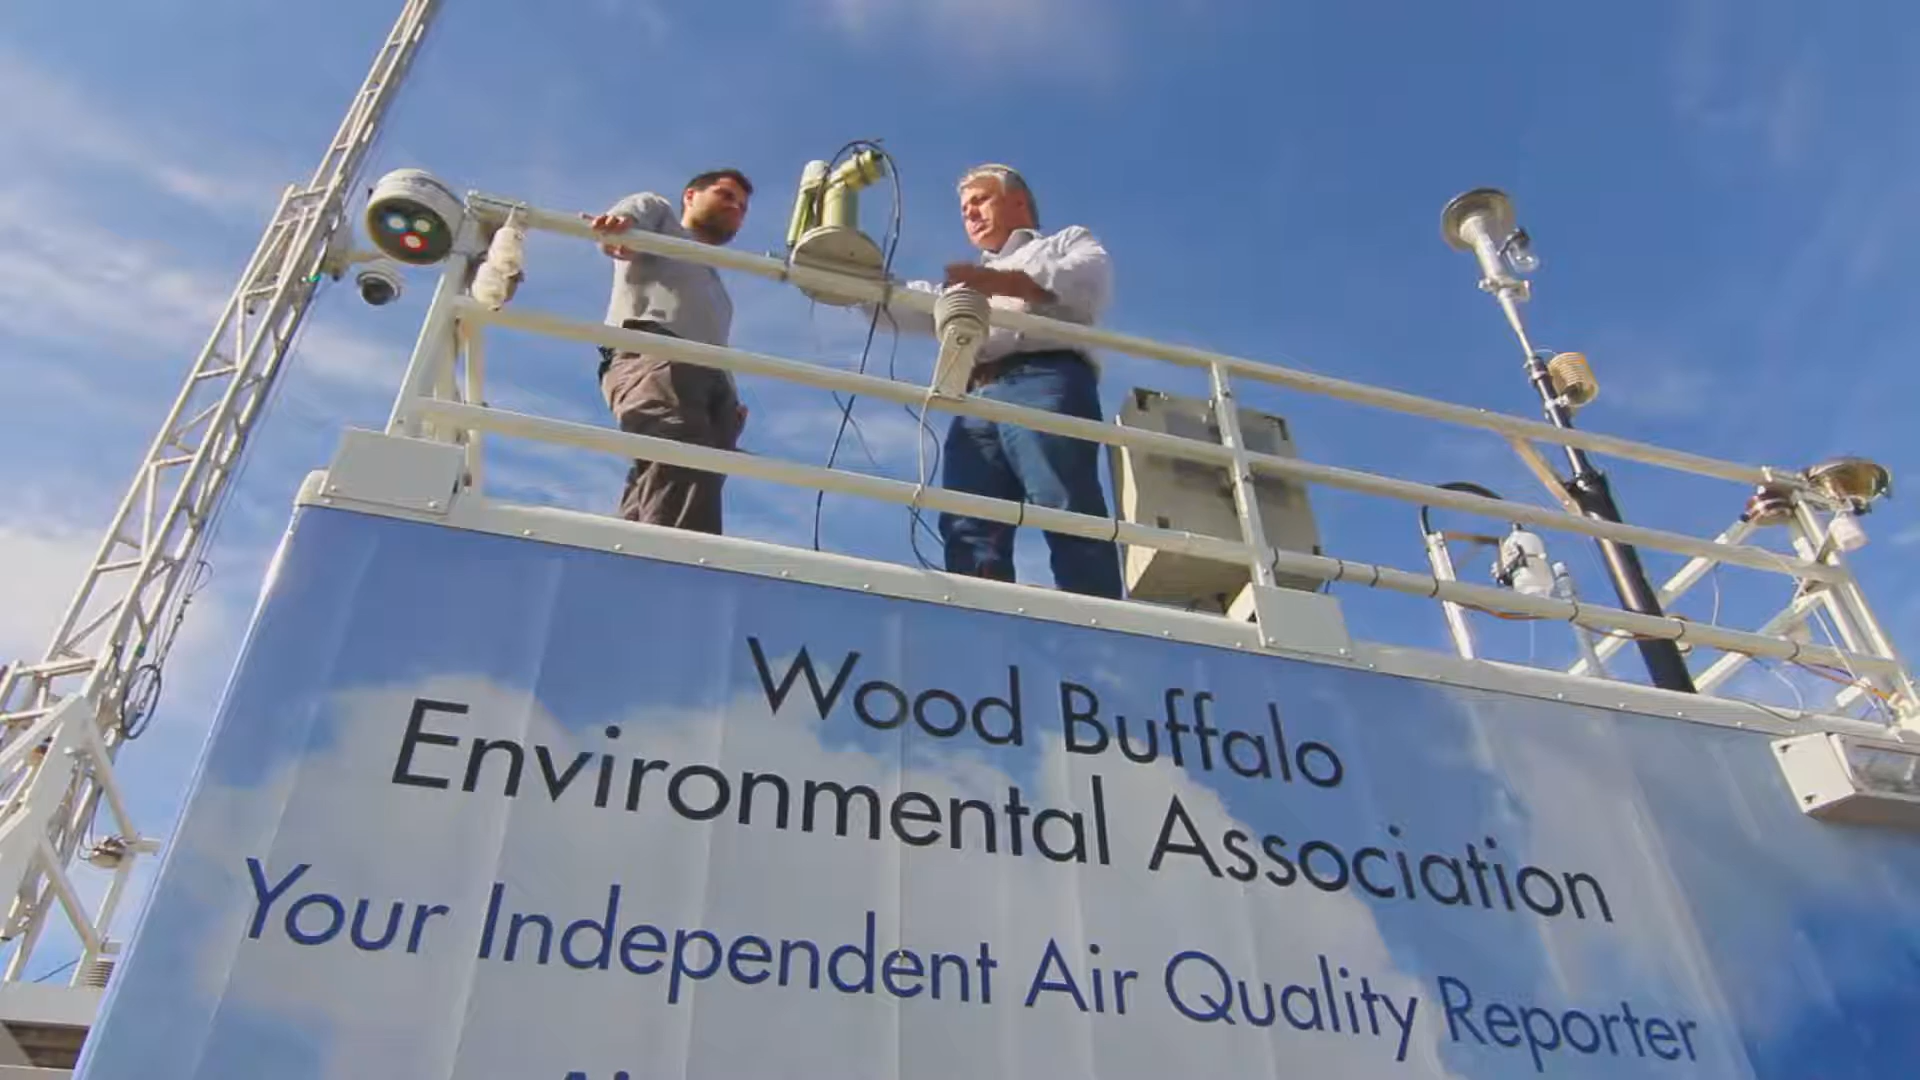 Wood Buffalo
Environmental Association
Your Independent Air Quality Reporter